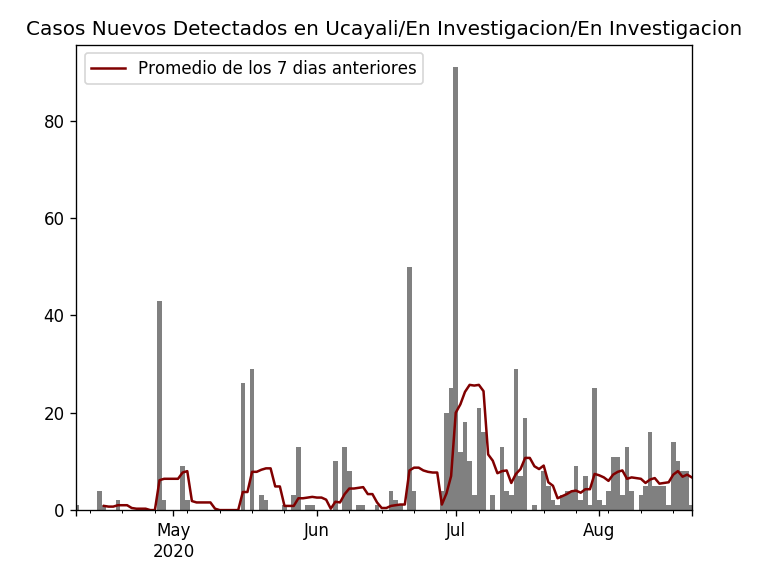 Casos Nuevos Detectados en Ucayali/En Investigacion/En Investigacion
Promedio de los 7 dias anteriores
80
60
40
20
0
May
2020
Jun
Jul
Aug